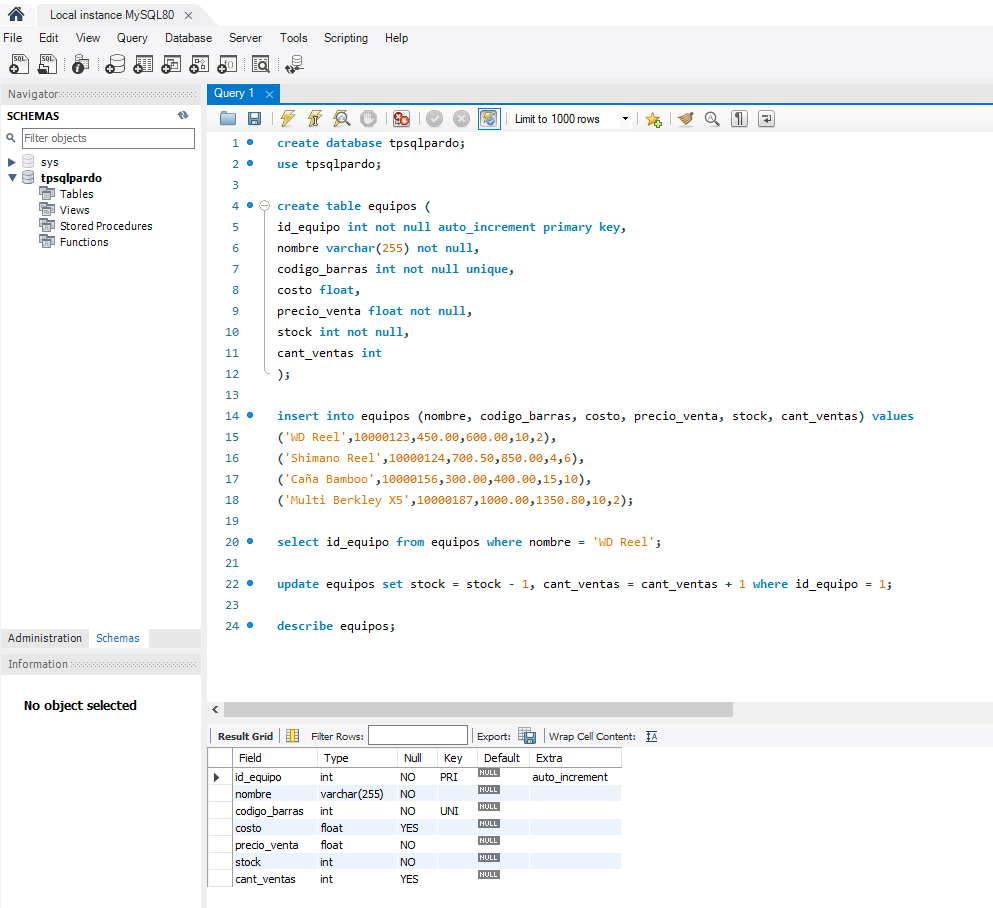 Local instance MySQL80 ×
File Edit View Query Database Server Tools Scripting Help
Navigator
SCHEMAS
Filter objects
sys
tpsqlpardo
Tables
Views
Stored Procedures
Functions
Administration Schemas
Information
No object selected
Query 1 ×
Limit to 1000 rows
1 create database tpsqlpardo;
2 use tpsqlpardo;
3
4 create table equipos (
5 id_equipo int not null auto_increment primary key,
6 nombre varchar(255) not null,
7 codigo_barras int not null unique,
8 costo float,
9 precio_venta float not null,
10 stock int not null,
11 cant_ventas int
12 );
13
14 insert into equipos (nombre, codigo_barras, costo, precio_venta, stock, cant_ventas) values
15 ('WD Reel',10000123,450.00,600.00,10,2),
16 ('Shimano Reel',10000124,700.50,850.00,4,6),
17 ('Caña Bamboo',10000156,300.00,400.00,15,10),
18 ('Multi Berkley X5',10000187,1000.00,1350.80,10,2);
19
20 select id_equipo from equipos where nombre = 'WD Reel';
21
22 update equipos set stock = stock - 1, cant_ventas = cant_ventas + 1 where id_equipo = 1;
23
24 describe equipos;
Result Grid Filter Rows: Export: Wrap Cell Content:
Field Type Null Key Default Extra
id_equipo int NO PRI NULL auto_increment
nombre varchar(255) NO NULL
codigo_barras int NO UNI NULL
costo float YES NULL
precio_venta float NO NULL
stock int NO NULL
cant_ventas int YES NULL